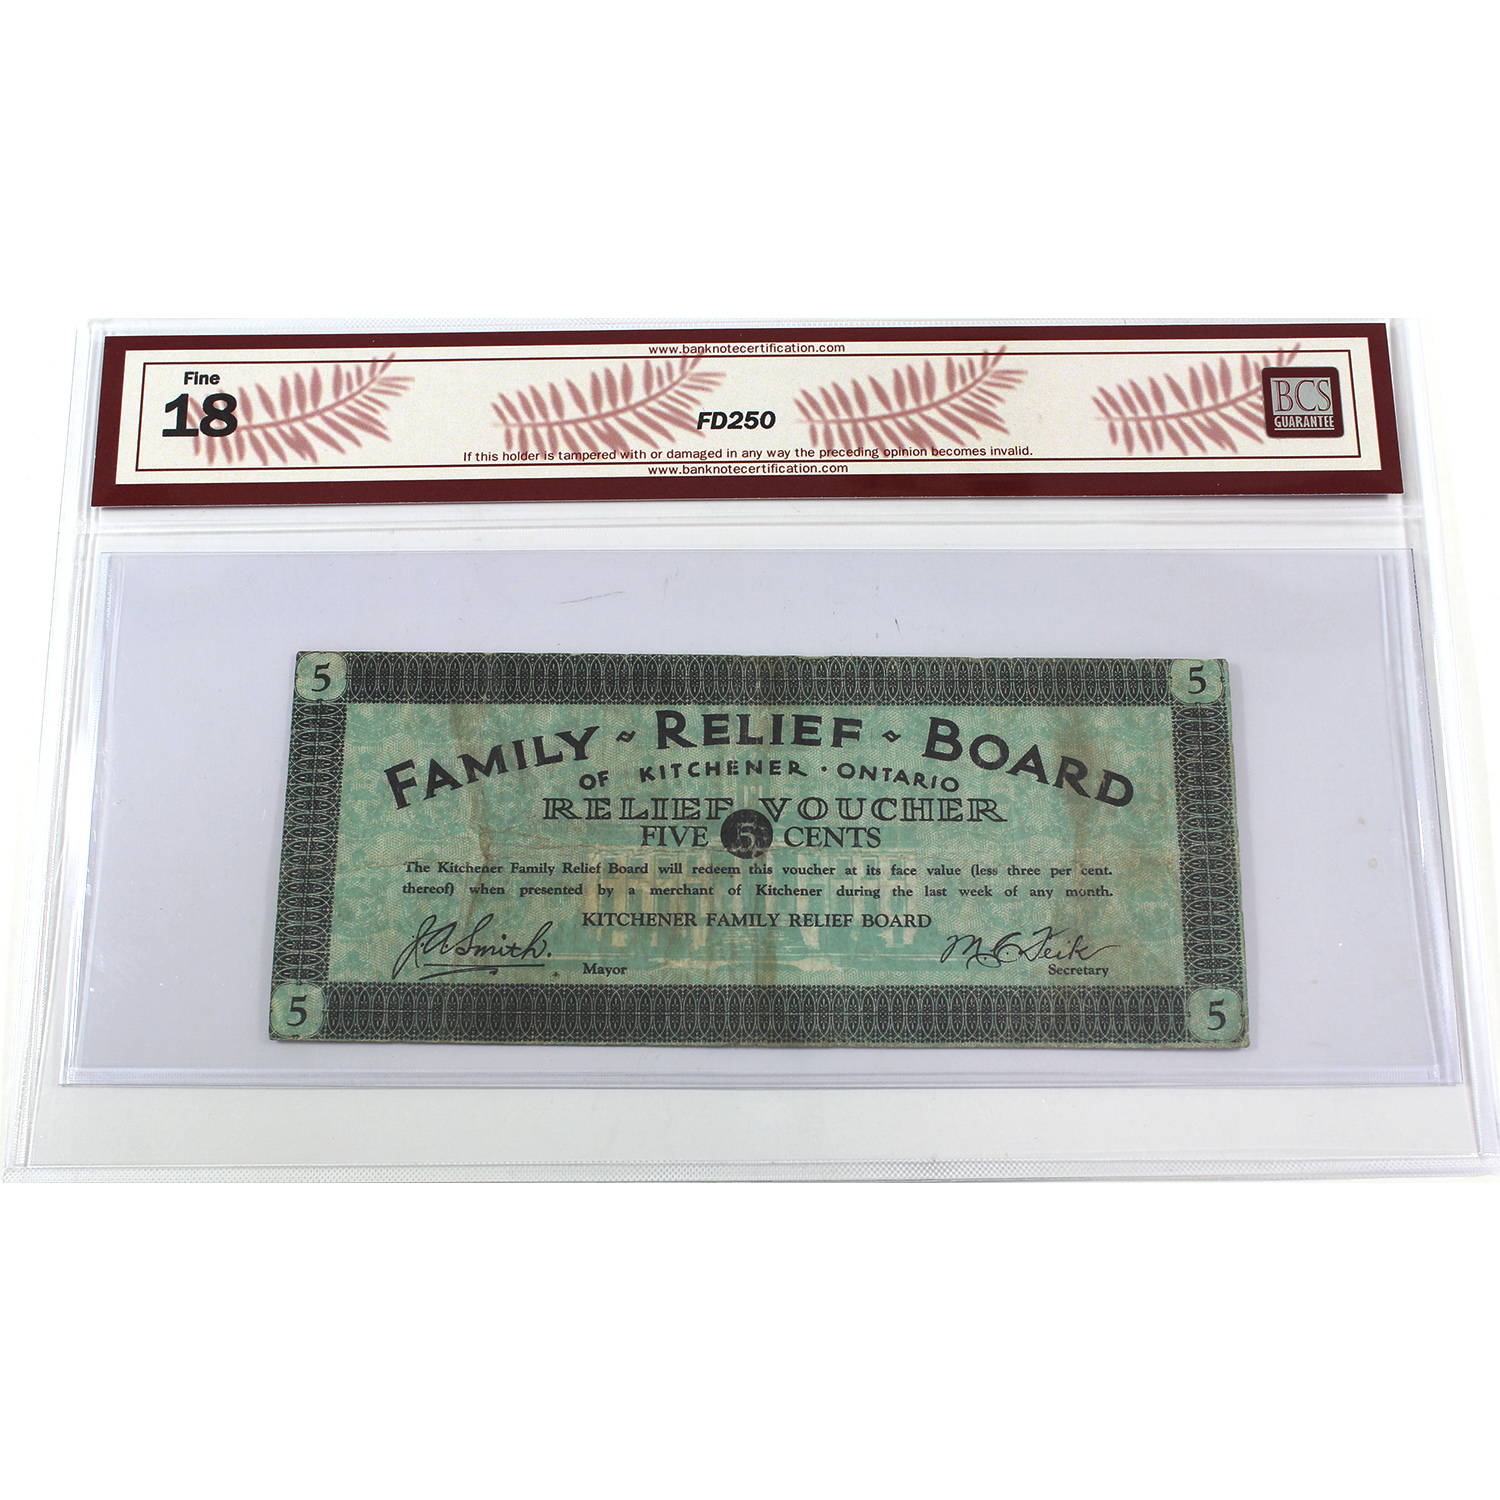 www.banknotecertification.com
Fine
18
FD250
BCS
GUARANTEE
If this holder is tampered with or damaged in any way the preceding opinion becomes invalid.
www.banknotecertification.com
5 5
FAMILY ~ RELIEF ~ BOARD
OF KITCHENER · ONTARIO
RELIEF VOUCHER
FIVE 5 CENTS
The Kitchener Family Relief Board will redeem this voucher at its face value (less three per cent.
thereof) when presented by a merchant of Kitchener during the last week of any month.
KITCHENER FAMILY RELIEF BOARD
J. A. Smith.
Mayor
Secretary
5 5